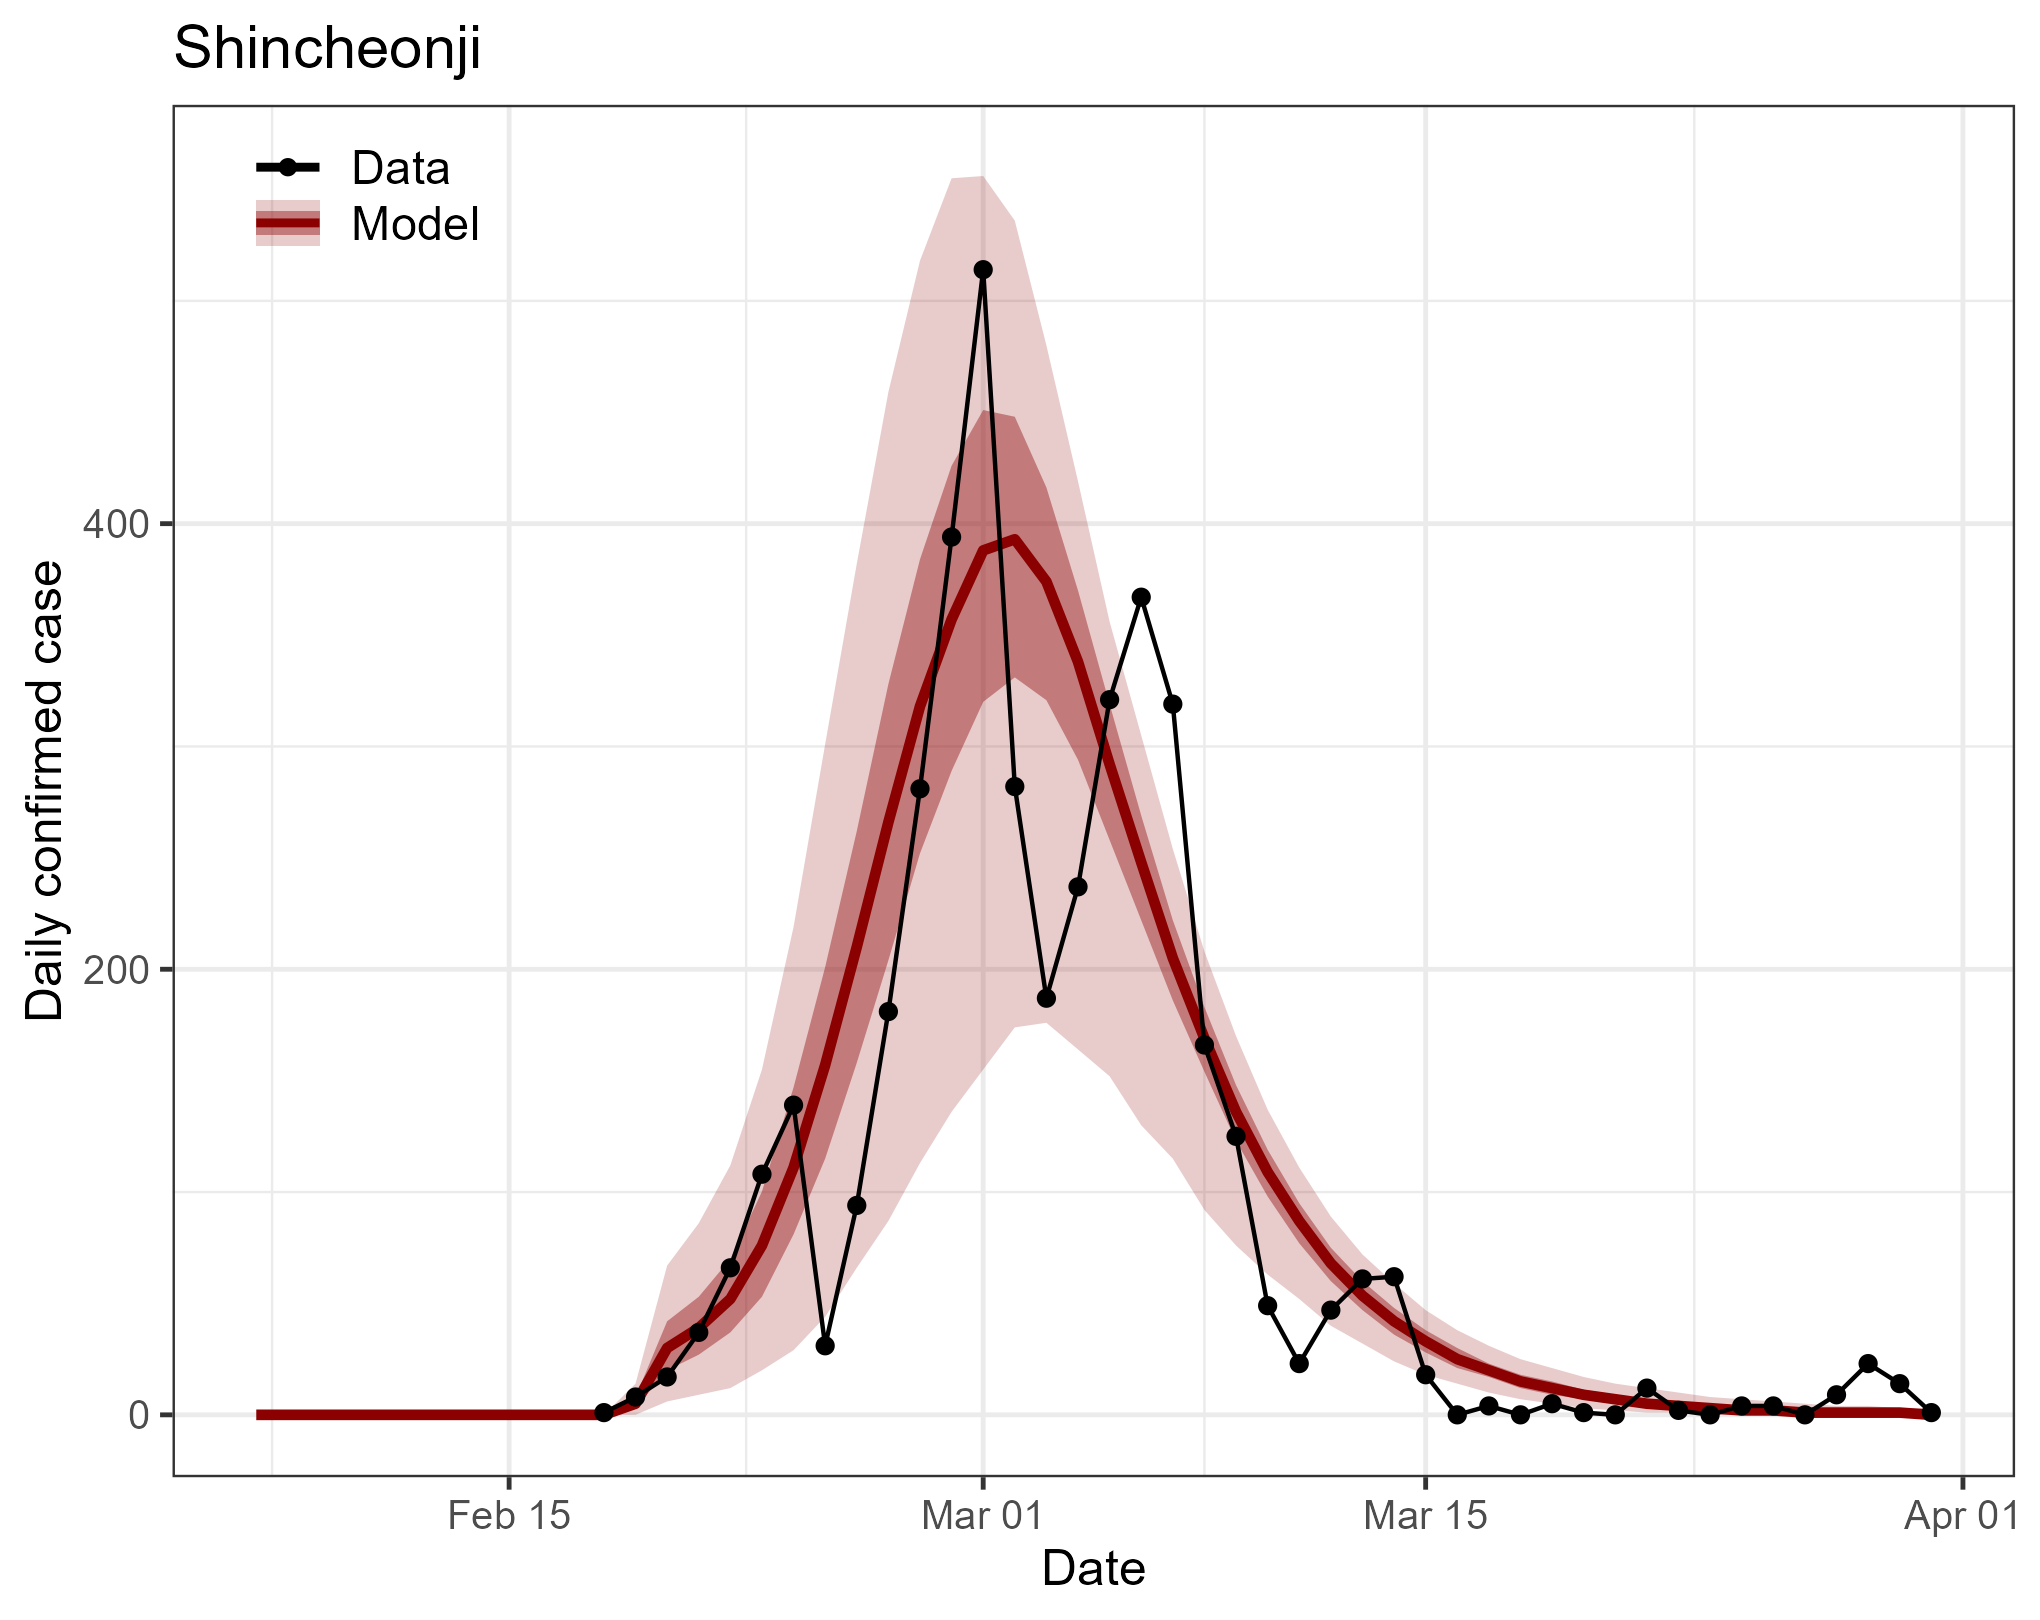 Shincheonji
Data
Model
Daily confirmed case
400
200
0
Feb 15
Mar 01
Mar 15
Apr 01
Date